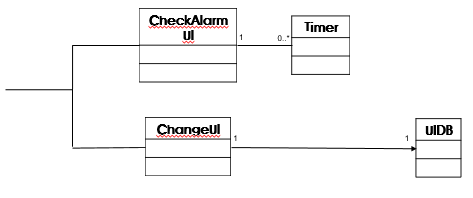 CheckAlarm
UI
1
0..*
Timer
ChangeUI
1
1
UIDB